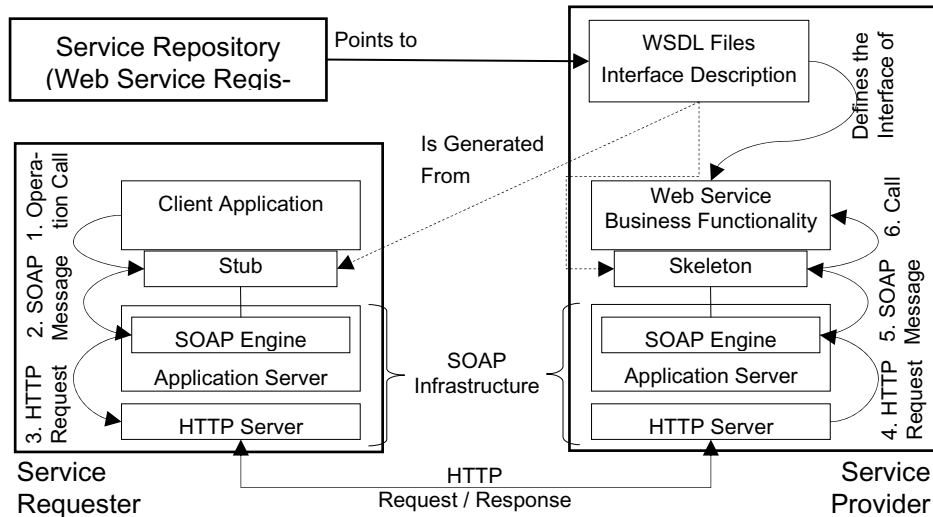 Service Repository
(Web Service Regis-
Points to
WSDL Files
Interface Description
Defines the
Interface of
Is Generated
From
1. Opera-
tion Call
Client Application
Stub
2. SOAP
Message
SOAP Engine
Application Server
3. HTTP
Request
HTTP Server
SOAP
Infrastructure
Web Service
Business Functionality
6. Call
Skeleton
5. SOAP
Message
SOAP Engine
Application Server
4. HTTP
Request
HTTP Server
Service
Requester
HTTP
Request / Response
Service
Provider